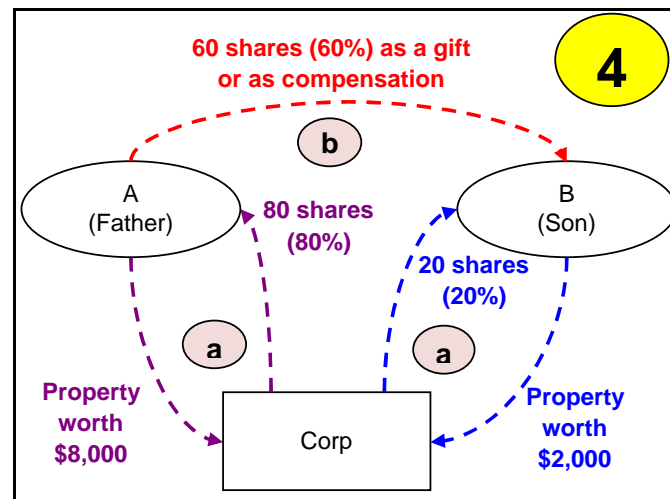 60 shares (60%) as a gift
or as compensation
4
b
A
(Father)
B
(Son)
80 shares
(80%)
20 shares
(20%)
a
a
Property
worth
$8,000
Corp
Property
worth
$2,000